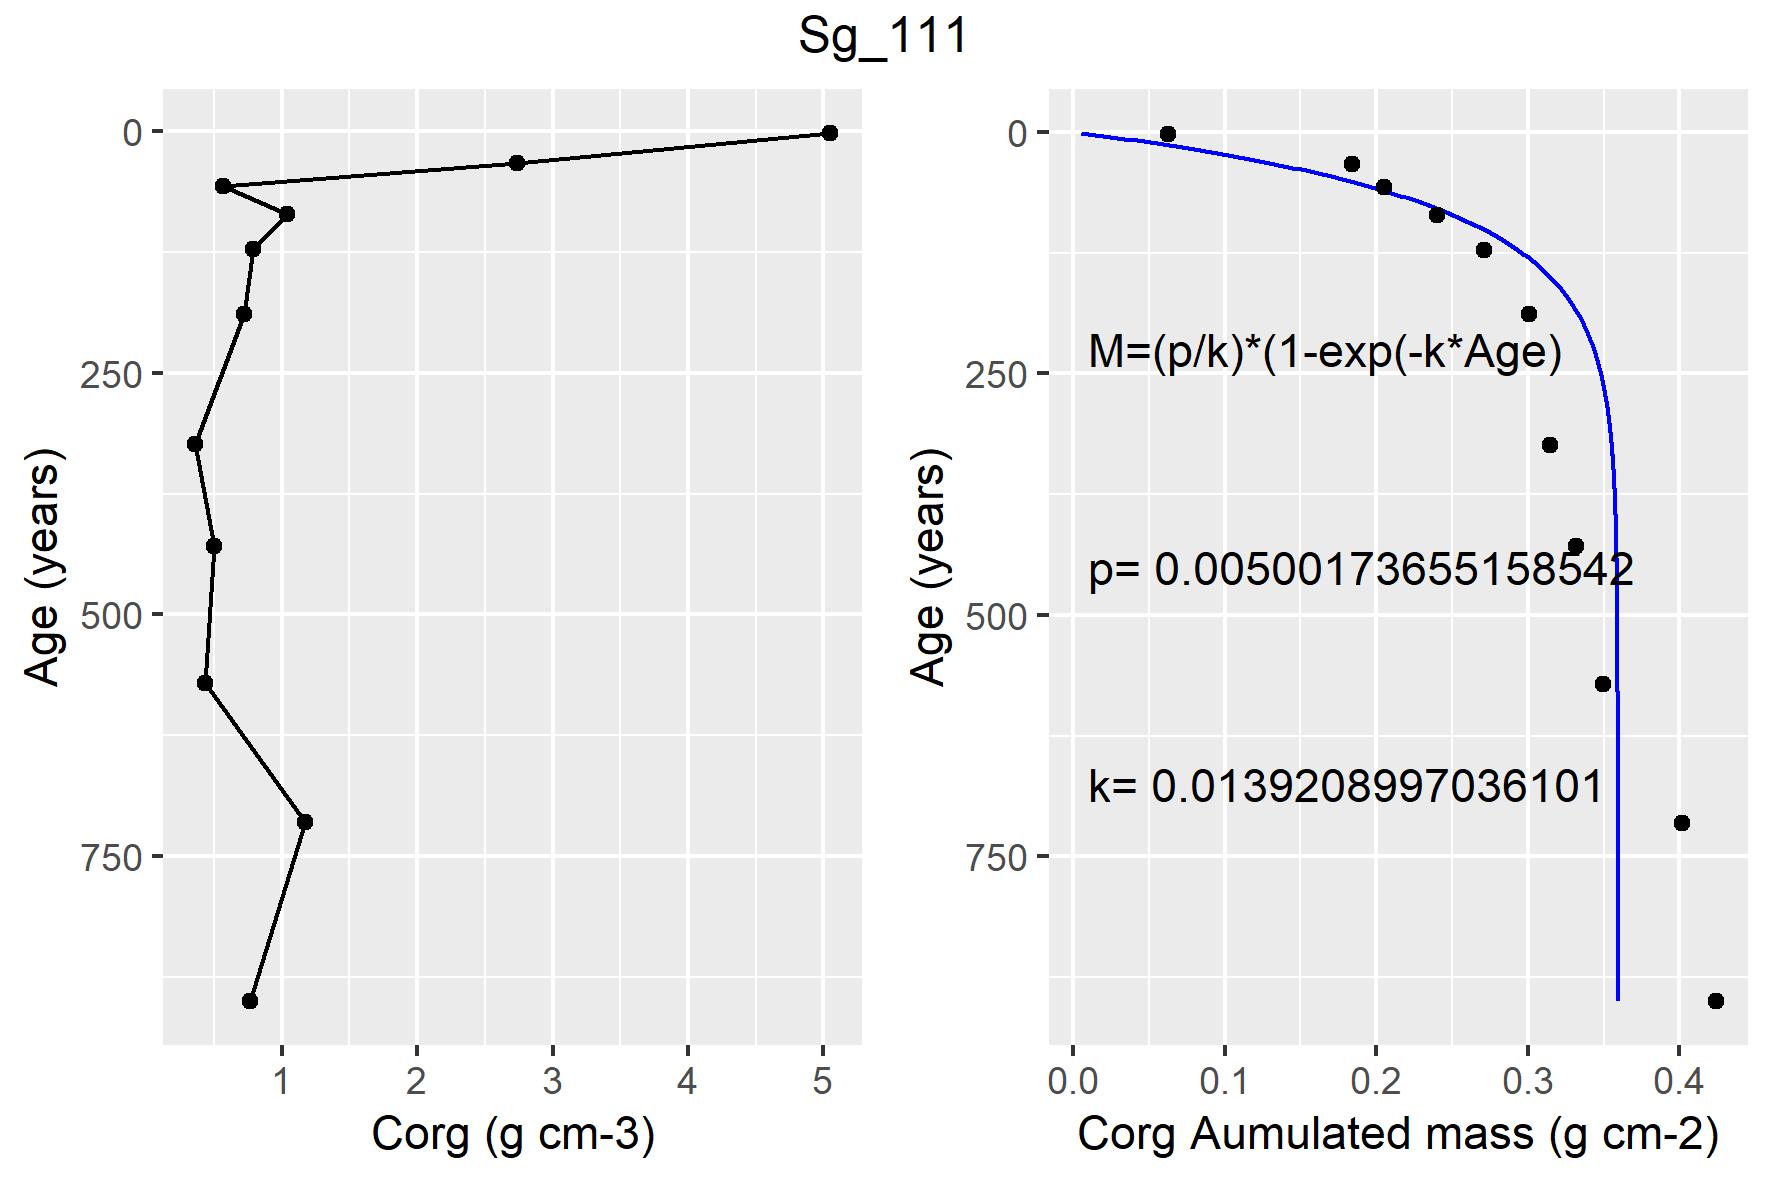 Sg_111
0
250
500
750
Age (years)
1 2 3 4 5
Corg (g cm-3)
0
250
500
750
Age (years)
M=(p/k)*(1-exp(-k*Age)
p= 0.00500173655158542
k= 0.0139208997036101
0.0 0.1 0.2 0.3 0.4
Corg Aumulated mass (g cm-2)